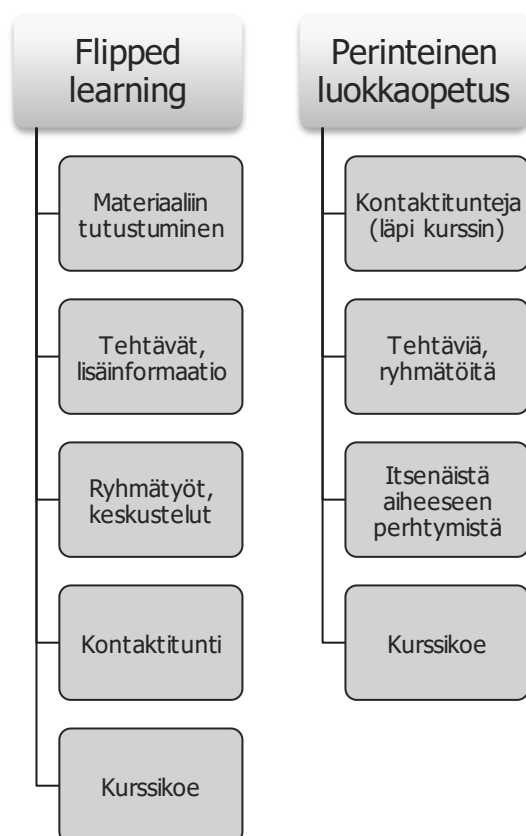 Flipped
learning
Materiaaliin
tutustuminen
Tehtävät,
lisäinformaatio
Ryhmätyöt,
keskustelut
Kontaktitunti
Kurssikoe
Perinteinen
luokkaopetus
Kontaktitunteja
(läpi kurssin)
Tehtäviä,
ryhmätöitä
Itsenäistä
aiheeseen
perhtymistä
Kurssikoe